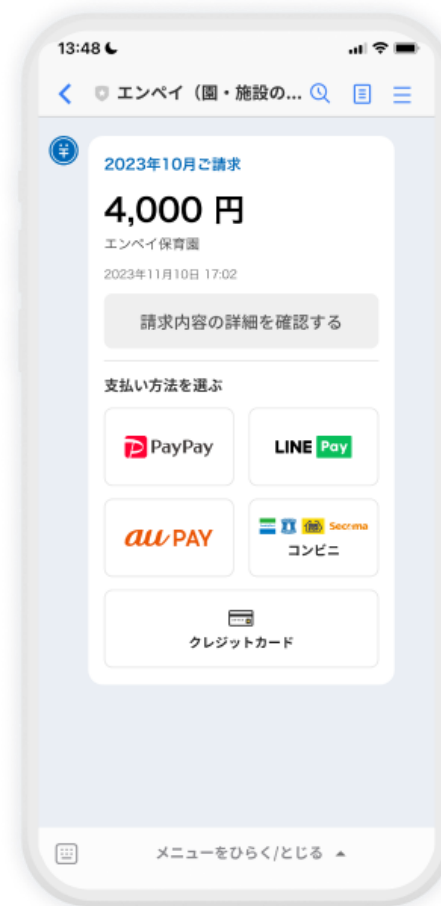 13:48
エンペイ（園・施設の...
2023年10月ご請求
4,000 円
エンペイ保育園
2023年11月10日 17:02
請求内容の詳細を確認する
支払い方法を選ぶ
PayPay
LINE Pay
au PAY
Secoma
コンビニ
クレジットカード
メニューをひらく/とじる